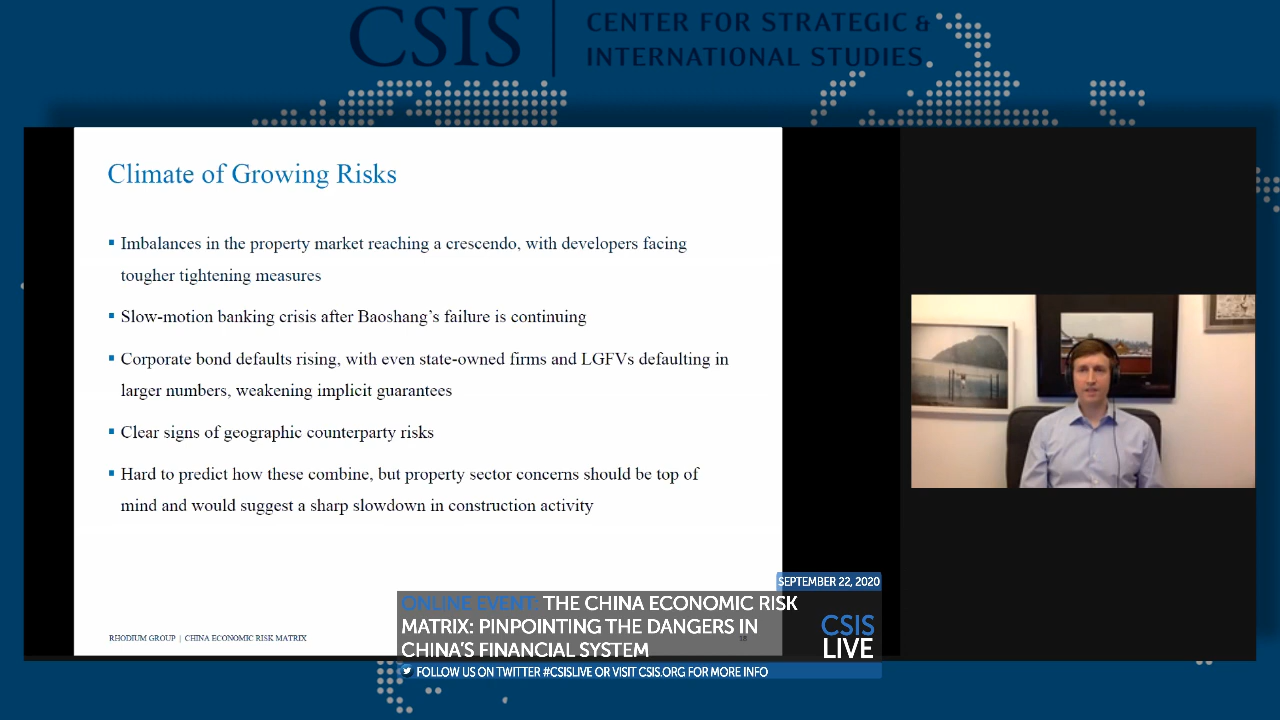 CSIS
CENTER FOR STRATEGIC &
INTERNATIONAL STUDIES
Climate of Growing Risks
▪ Imbalances in the property market reaching a crescendo, with developers facing
tougher tightening measures
▪ Slow-motion banking crisis after Baoshang's failure is continuing
▪ Corporate bond defaults rising, with even state-owned firms and LGFVs defaulting in
larger numbers, weakening implicit guarantees
▪ Clear signs of geographic counterparty risks
▪ Hard to predict how these combine, but property sector concerns should be top of
mind and would suggest a sharp slowdown in construction activity
RHODIUM GROUP | CHINA ECONOMIC RISK MATRIX
SEPTEMBER 22, 2020
ONLINE EVENT: THE CHINA ECONOMIC RISK
MATRIX: PINPOINTING THE DANGERS IN
CHINA'S FINANCIAL SYSTEM
CSIS
LIVE
FOLLOW US ON TWITTER #CSISLIVE OR VISIT CSIS.ORG FOR MORE INFO